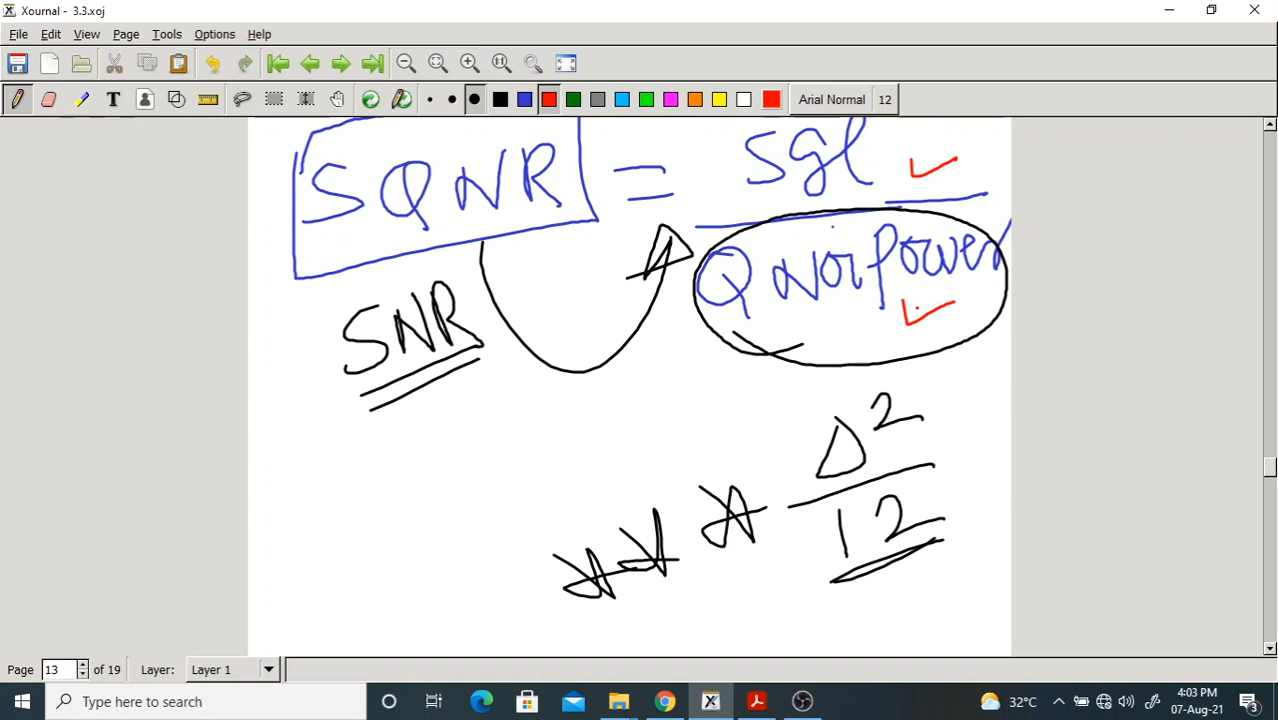 Xournal - 3.3.xoj
File Edit View Page Tools Options Help
Arial Normal 12
SQNR = Sgl
Q Noi Power
SNR
Δ2
12
Page 13 of 19 Layer: Layer 1
Type here to search
32°C
4:03 PM
07-Aug-21
3